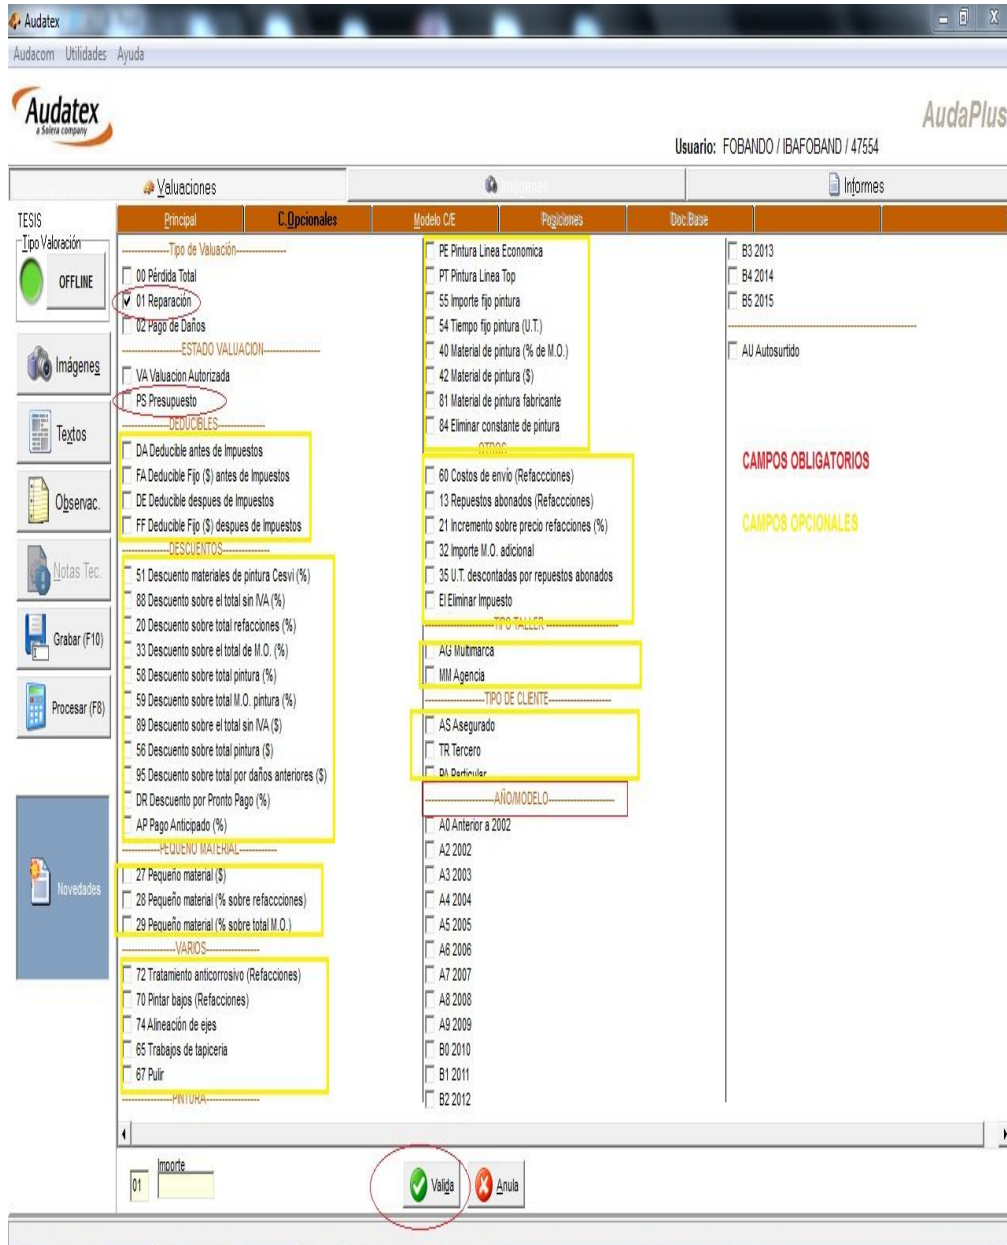 Audatex
Audacom Utilidades Ayuda
Audatex
a Solera company
AudaPlus
Usuario: FOBANDO / IBAFOBAND / 47554
Valuaciones
Imágenes
Informes
TESIS
Principal
C.Opcionales
Modelo C/E
Posiciones
Doc.Base
Tipo Valoración
OFFLINE
Imágenes
Textos
Observac.
Notas Tec.
Grabar (F10)
Procesar (F8)
Novedades
Tipo de Valuación
00 Pérdida Total
01 Reparación
02 Pago de Daños
ESTADO VALUACION
VA Valuacion Autorizada
PS Presupuesto
DEDUCIBLES
DA Deducible antes de Impuestos
FA Deducible Fijo ($) antes de Impuestos
DE Deducible despues de Impuestos
FF Deducible Fijo ($) despues de Impuestos
DESCUENTOS
51 Descuento materiales de pintura Cesvi (%)
88 Descuento sobre el total sin IVA (%)
20 Descuento sobre total refacciones (%)
33 Descuento sobre el total de M.O. (%)
58 Descuento sobre total pintura (%)
59 Descuento sobre total M.O. pintura (%)
89 Descuento sobre el total sin IVA ($)
56 Descuento sobre total pintura ($)
95 Descuento sobre total por daños anteriores ($)
DR Descuento por Pronto Pago (%)
AP Pago Anticipado (%)
PEQUEÑO MATERIAL
27 Pequeño material ($)
28 Pequeño material (% sobre refaccciones)
29 Pequeño material (% sobre total M.O.)
VARIOS
72 Tratamiento anticorrosivo (Refacciones)
70 Pintar bajos (Refacciones)
74 Alineación de ejes
65 Trabajos de tapiceria
67 Pulir
PINTURA
PE Pintura Linea Economica
PT Pintura Linea Top
55 Importe fijo pintura
54 Tiempo fijo pintura (U.T.)
40 Material de pintura (% de M.O.)
42 Material de pintura ($)
81 Material de pintura fabricante
84 Eliminar constante de pintura
OTROS
60 Costos de envío (Refaccciones)
13 Repuestos abonados (Refaccciones)
21 Incremento sobre precio refacciones (%)
32 Importe M.O. adicional
35 U.T. descontadas por repuestos abonados
EI Eliminar Impuesto
TIPO TALLER
AG Multimarca
MM Agencia
TIPO DE CLIENTE
AS Asegurado
TR Tercero
PA Particular
AÑO/MODELO
A0 Anterior a 2002
A2 2002
A3 2003
A4 2004
A5 2005
A6 2006
A7 2007
A8 2008
A9 2009
B0 2010
B1 2011
B2 2012
B3 2013
B4 2014
B5 2015
AU Autosurtido
CAMPOS OBLIGATORIOS
CAMPOS OPCIONALES
Importe
01
Valida
Anula